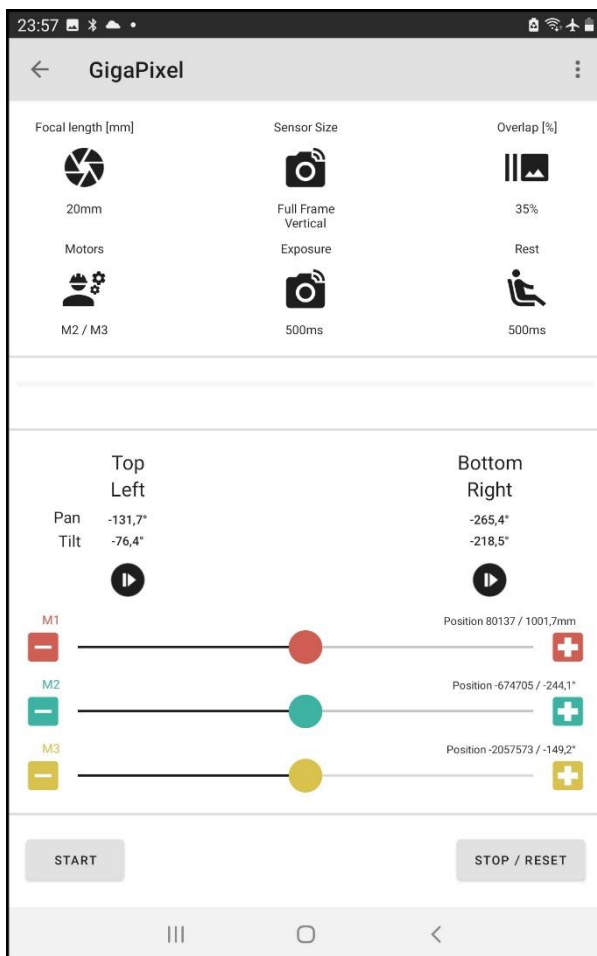 23:57
GigaPixel
Focal length [mm] Sensor Size Overlap [%]
20mm Full Frame 35%
Vertical
Motors Exposure Rest
M2 / M3 500ms 500ms
Top Bottom
Left Right
Pan -131,7° -265,4°
Tilt -76,4° -218,5°
M1 Position 80137 / 1001,7mm
M2 Position -674705 / -244,1°
M3 Position -2057573 / -149,2°
START STOP / RESET